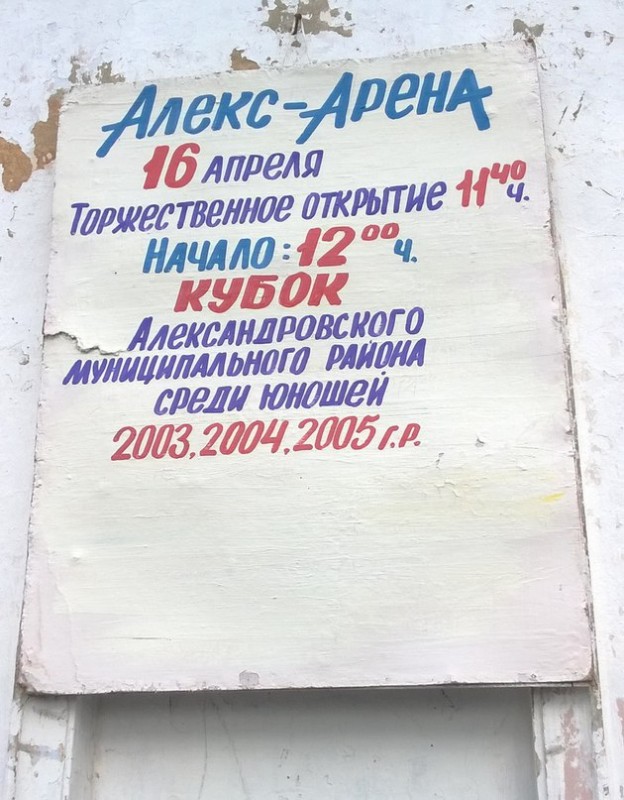 Алекс-Арена
16 апреля
Торжественное открытие 11⁴⁰ ч.
Начало: 12⁰⁰ ч.
КУБОК
Александровского
муниципального района
среди юношей
2003, 2004, 2005 г.р.